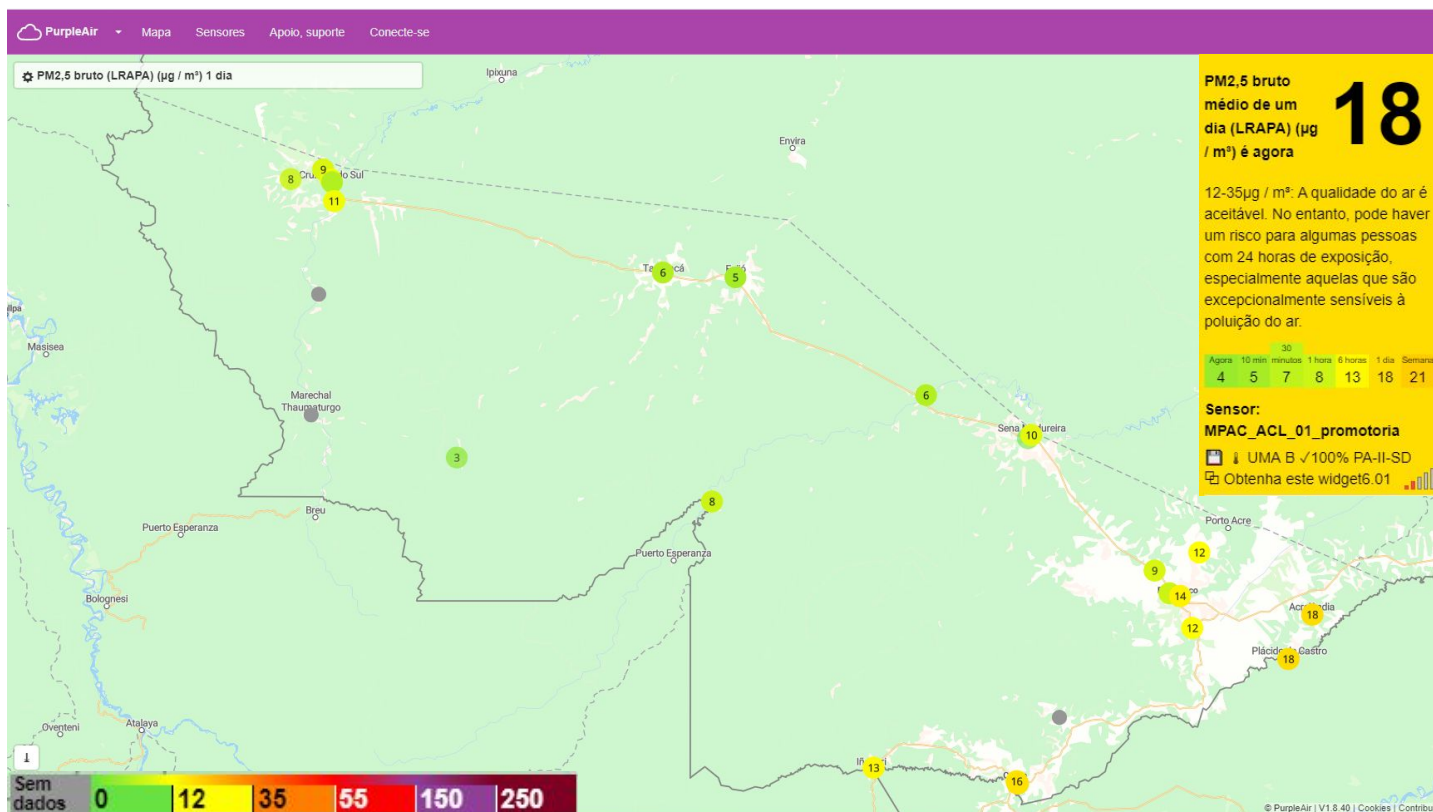 PurpleAir Mapa Sensores Apoio, suporte Conecte-se
PM2,5 bruto (LRAPA) (µg / m³) 1 dia
Ipixuna
Envira
9
8
do Sul
11
6
5
Masisea
Marechal
Thaumaturgo
6
Sena
10
3
8
Breu
Puerto Esperanza
Puerto Esperanza
Porto Acre
12
9
14
Bolognesi
18
12
Plácido
Castro
18
Oventeni
Atalaya
13
16
PM2,5 bruto
médio de um
dia (LRAPA) (µg
/ m³) é agora
18
12-35µg / m³: A qualidade do ar é
aceitável. No entanto, pode haver
um risco para algumas pessoas
com 24 horas de exposição,
especialmente aquelas que são
excepcionalmente sensíveis à
poluição do ar.
Agora 10 min 30 minutos 1 hora 6 horas 1 dia Semana
4 5 7 8 13 18 21
Sensor:
MPAC_ACL_01_promotoria
UMA B ✓100% PA-II-SD
Obtenha este widget6.01
Sem
dados 0 12 35 55 150 250
© PurpleAir | V1.8.40 | Cookies | Contribu